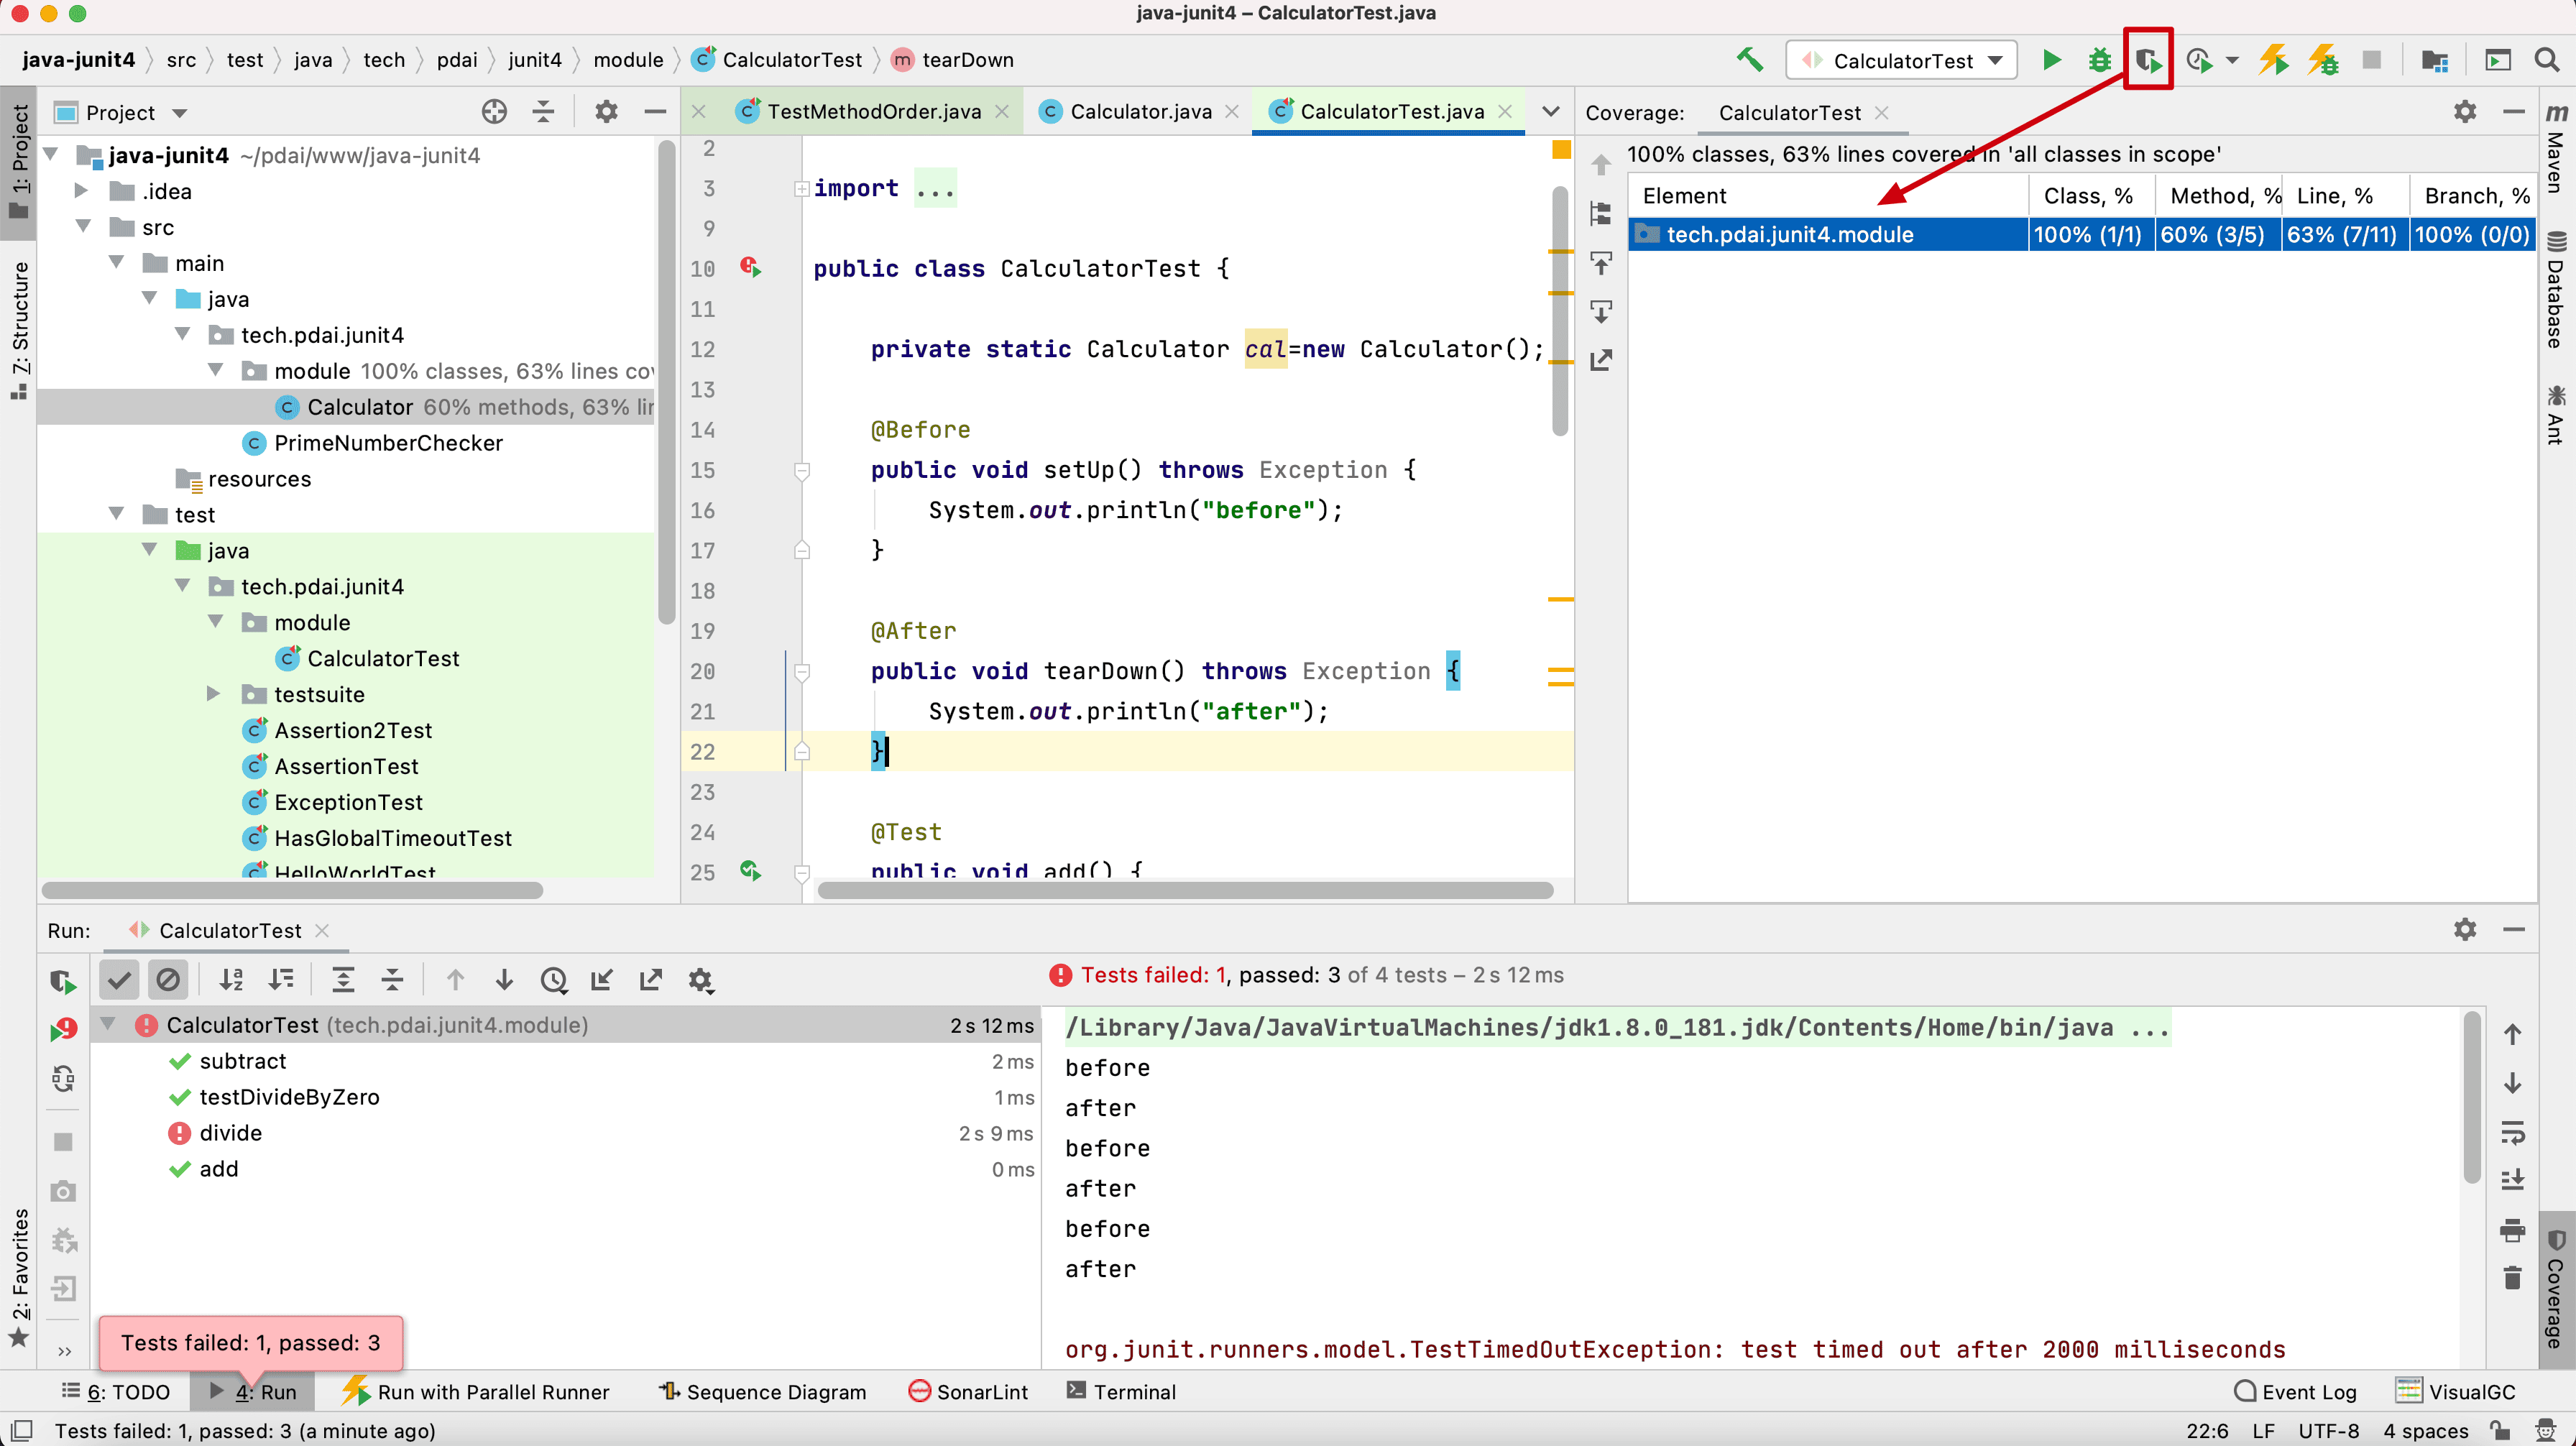 java-junit4 – CalculatorTest.java
java-junit4 src test java tech pdai junit4 module CalculatorTest m tearDown
CalculatorTest
1: Project
7: Structure
2: Favorites
Project
java-junit4 ~/pdai/www/java-junit4
.idea
src
main
java
tech.pdai.junit4
module 100% classes, 63% lines co
Calculator 60% methods, 63% li
PrimeNumberChecker
resources
test
java
tech.pdai.junit4
module
CalculatorTest
testsuite
Assertion2Test
AssertionTest
ExceptionTest
HasGlobalTimeoutTest
HelloWorldTest
TestMethodOrder.java Calculator.java CalculatorTest.java
2
3 import ...
9
10 public class CalculatorTest {
11
12 private static Calculator cal=new Calculator();
13
14 @Before
15 public void setUp() throws Exception {
16 System.out.println("before");
17 }
18
19 @After
20 public void tearDown() throws Exception {
21 System.out.println("after");
22 }
23
24 @Test
25 public void add() {
Coverage: CalculatorTest
100% classes, 63% lines covered in 'all classes in scope'
Element Class, % Method, % Line, % Branch, %
tech.pdai.junit4.module 100% (1/1) 60% (3/5) 63% (7/11) 100% (0/0)
m Maven
Database
Ant
Coverage
Run: CalculatorTest
Tests failed: 1, passed: 3 of 4 tests – 2 s 12 ms
CalculatorTest (tech.pdai.junit4.module) 2 s 12 ms
subtract 2 ms
testDivideByZero 1 ms
divide 2 s 9 ms
add 0 ms
/Library/Java/JavaVirtualMachines/jdk1.8.0_181.jdk/Contents/Home/bin/java ...
before
after
before
after
before
after
org.junit.runners.model.TestTimedOutException: test timed out after 2000 milliseconds
Tests failed: 1, passed: 3
6: TODO 4: Run Run with Parallel Runner Sequence Diagram SonarLint Terminal Event Log VisualGC
Tests failed: 1, passed: 3 (a minute ago) 22:6 LF UTF-8 4 spaces